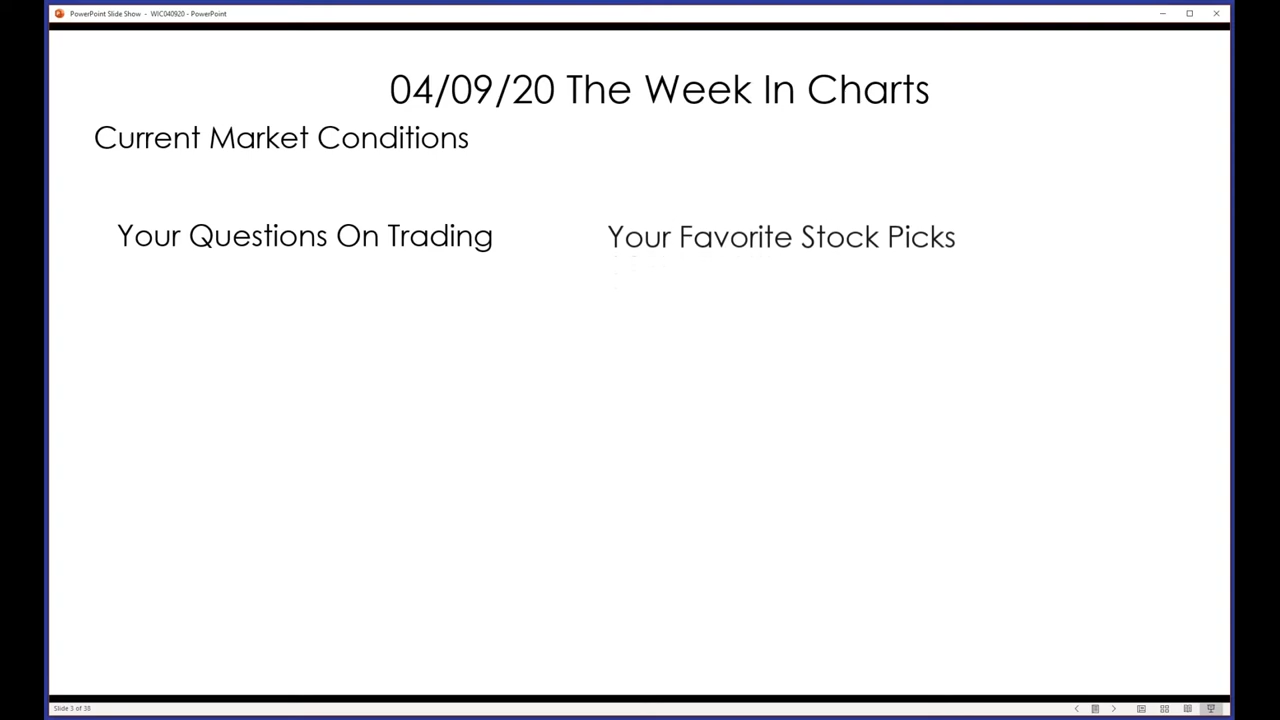 PowerPoint Slide Show - WIC040920 - PowerPoint
04/09/20 The Week In Charts
Current Market Conditions
Your Questions On Trading
Your Favorite Stock Picks
Slide 3 of 38